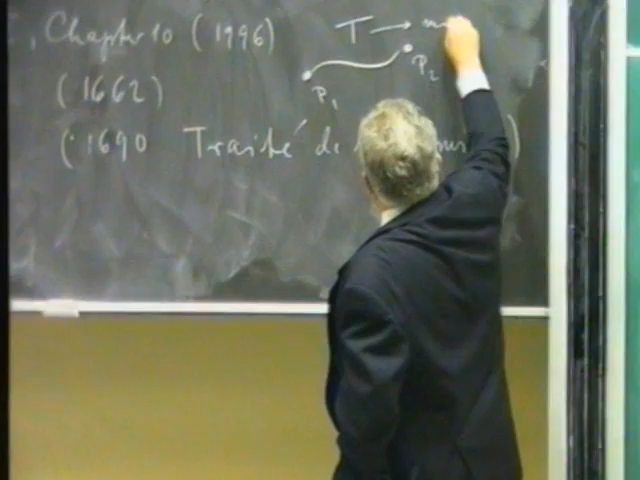 , Chapter 10 (1996)
T → m
P₁
P₂
(1662)
(1690 Traité de